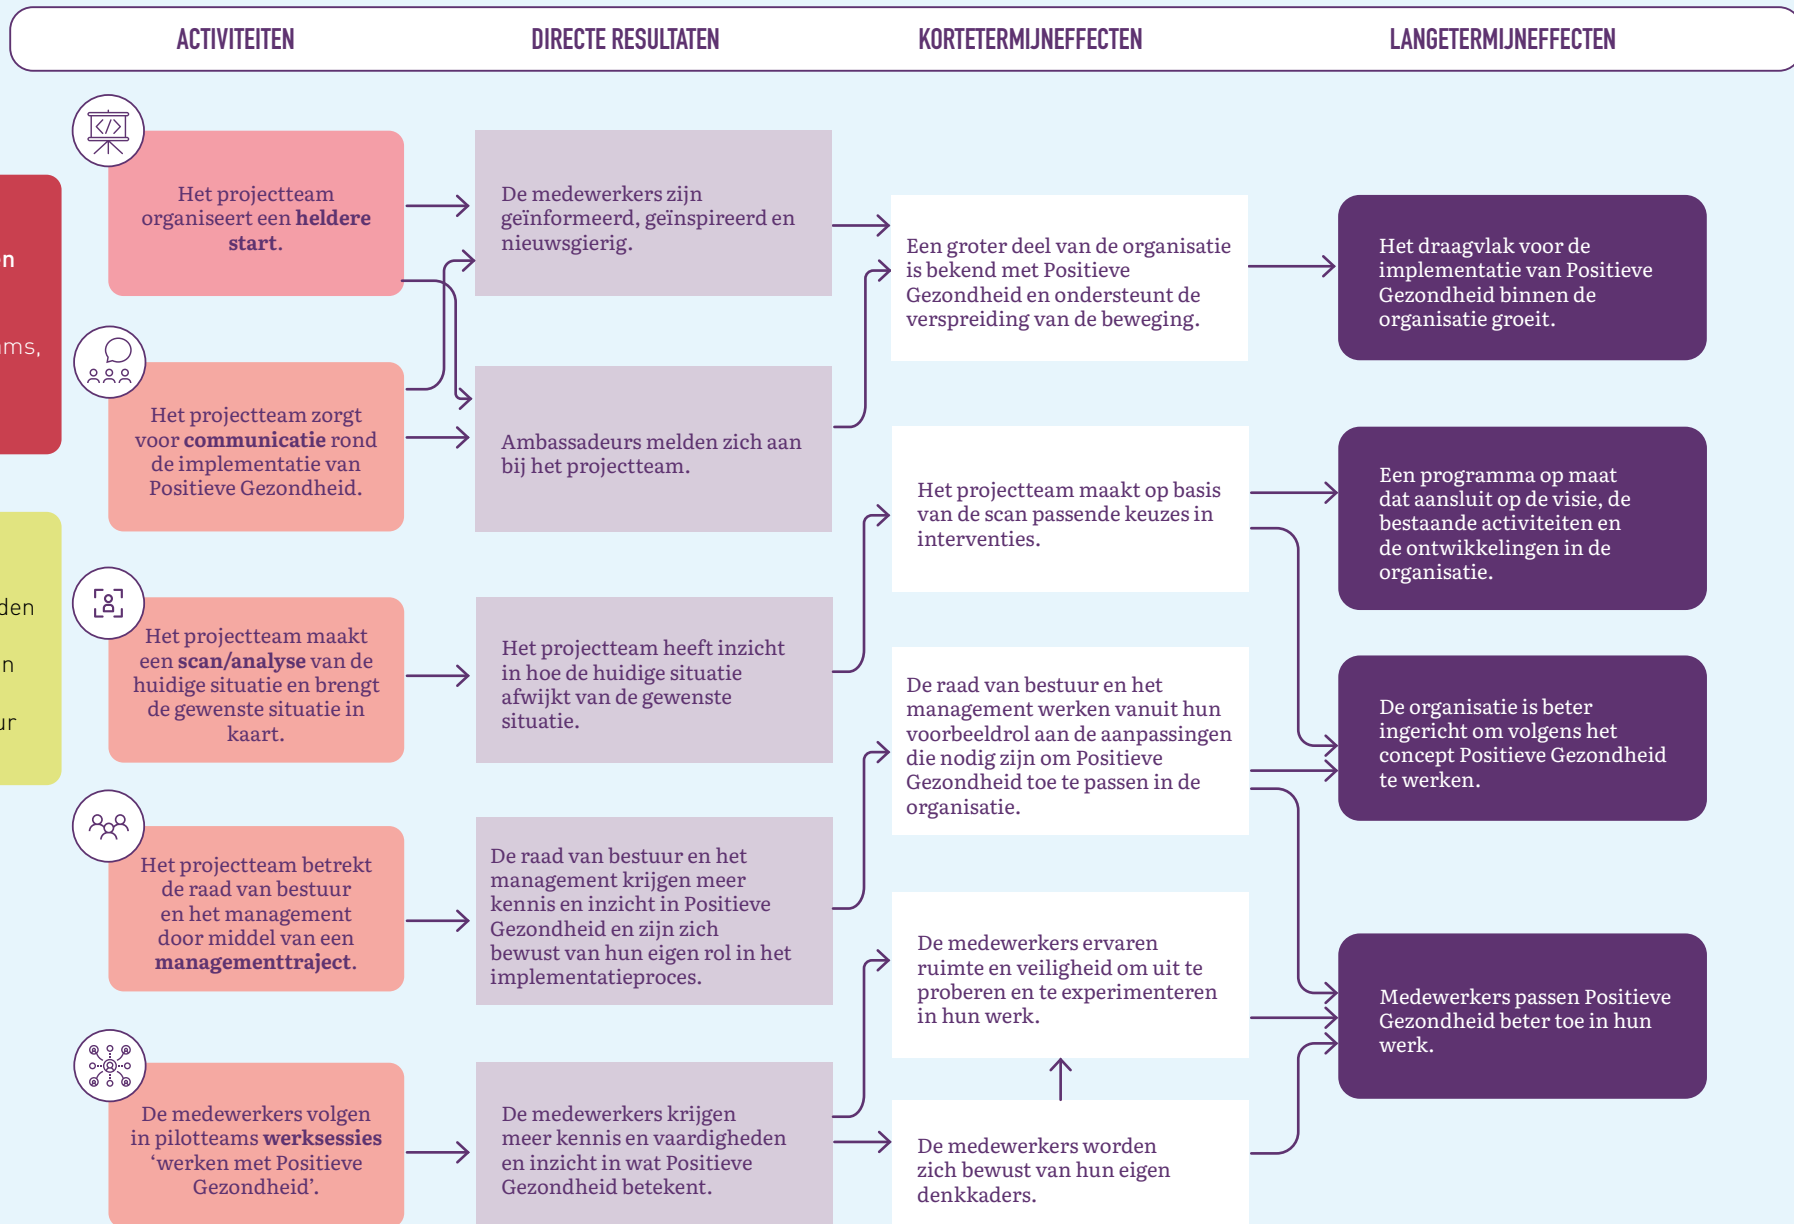 ACTIVITEITEN
DIRECTE RESULTATEN
KORTETERMIJNEFFECTEN
LANGETERMIJNEFFECTEN
en
ms,
den
n
ur
</>
Het projectteam
organiseert een heldere
start.
Het projectteam zorgt
voor communicatie rond
de implementatie van
Positieve Gezondheid.
Het projectteam maakt
een scan/analyse van de
huidige situatie en brengt
de gewenste situatie in
kaart.
Het projectteam betrekt
de raad van bestuur
en het management
door middel van een
managementtraject.
De medewerkers volgen
in pilotteams werksessies
‘werken met Positieve
Gezondheid’.
De medewerkers zijn
geïnformeerd, geïnspireerd en
nieuwsgierig.
Ambassadeurs melden zich aan
bij het projectteam.
Het projectteam heeft inzicht
in hoe de huidige situatie
afwijkt van de gewenste
situatie.
De raad van bestuur en het
management krijgen meer
kennis en inzicht in Positieve
Gezondheid en zijn zich
bewust van hun eigen rol in het
implementatieproces.
De medewerkers krijgen
meer kennis en vaardigheden
en inzicht in wat Positieve
Gezondheid betekent.
Een groter deel van de organisatie
is bekend met Positieve
Gezondheid en ondersteunt de
verspreiding van de beweging.
Het projectteam maakt op basis
van de scan passende keuzes in
interventies.
De raad van bestuur en het
management werken vanuit hun
voorbeeldrol aan de aanpassingen
die nodig zijn om Positieve
Gezondheid toe te passen in de
organisatie.
De medewerkers ervaren
ruimte en veiligheid om uit te
proberen en te experimenteren
in hun werk.
De medewerkers worden
zich bewust van hun eigen
denkkaders.
Het draagvlak voor de
implementatie van Positieve
Gezondheid binnen de
organisatie groeit.
Een programma op maat
dat aansluit op de visie, de
bestaande activiteiten en
de ontwikkelingen in de
organisatie.
De organisatie is beter
ingericht om volgens het
concept Positieve Gezondheid
te werken.
Medewerkers passen Positieve
Gezondheid beter toe in hun
werk.